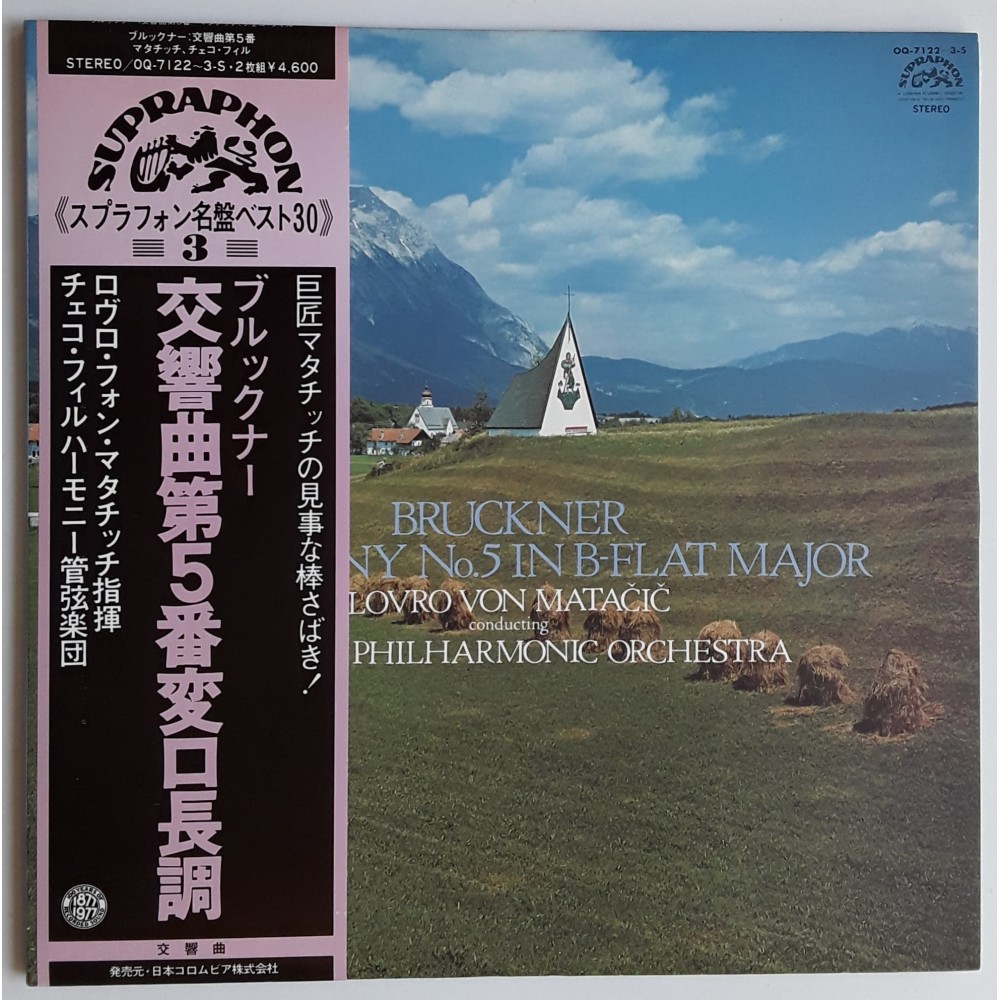 ブルックナー:交響曲第5番
マタチッチ、チェコ・フィル
STEREO/OQ-7122~3-S・2枚組¥4,600
SUPRAPHON
《スプラフォン名盤ベスト30》
3
巨匠マタチッチの見事な棒さばき!
ブルックナー
交響曲第5番変ロ長調
ロヴロ・フォン・マタチッチ指揮
チェコ・フィルハーモニー管弦楽団
100 YEARS OF RECORDED SOUND
1877
1977
交響曲
発売元・日本コロムビア株式会社
OQ-7122~3-S
SUPRAPHON
STEREO
BRUCKNER
NY No.5 IN B-FLAT MAJOR
LOVRO VON MATAČIĆ
conducting
PHILHARMONIC ORCHESTRA